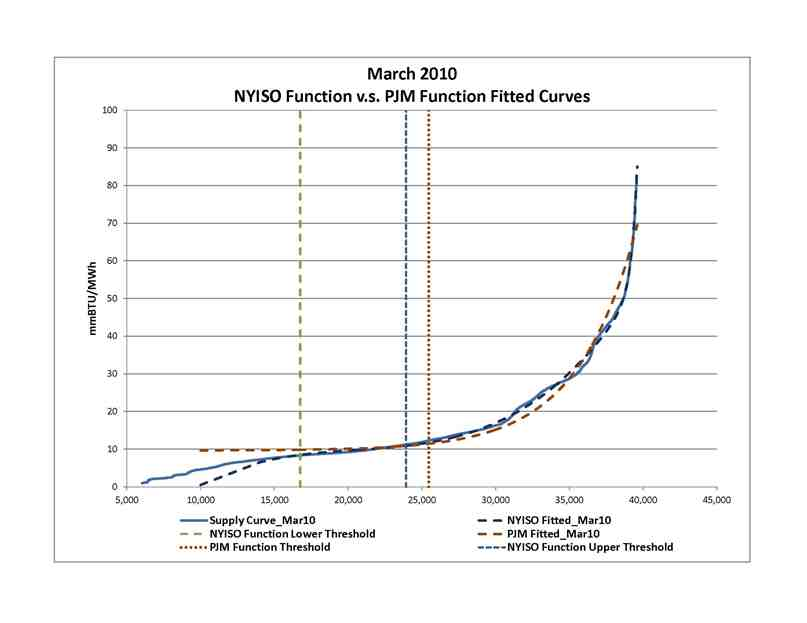 March 2010
NYISO Function v.s. PJM Function Fitted Curves
100
90
80
70
60
50
40
30
20
10
0
mmBTU/MWh
5,000 10,000 15,000 20,000 25,000 30,000 35,000 40,000 45,000
Supply Curve_Mar10 NYISO Fitted_Mar10
NYISO Function Lower Threshold PJM Fitted_Mar10
PJM Function Threshold NYISO Function Upper Threshold